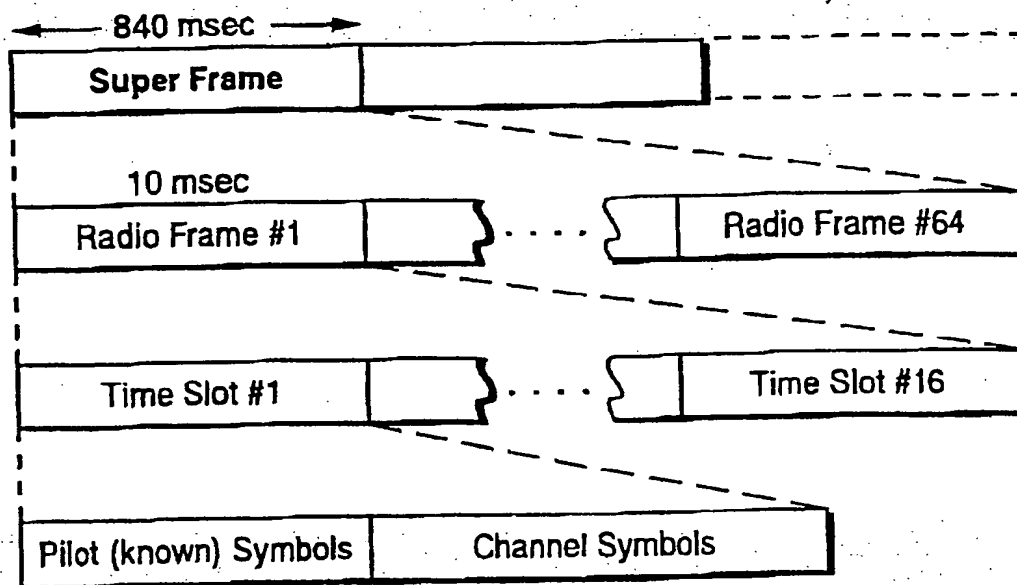 840 msec
Super Frame
10 msec
Radio Frame #1
Radio Frame #64
Time Slot #1
Time Slot #16
Pilot (known) Symbols
Channel Symbols